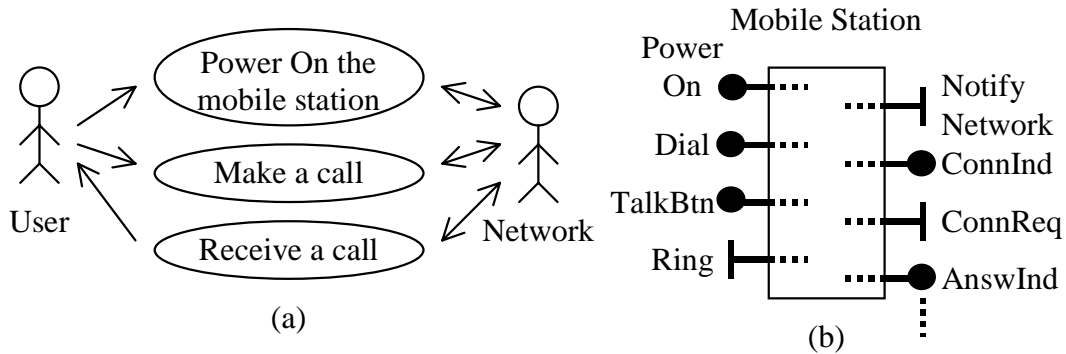 Power On the
mobile station
Make a call
Receive a call
User
Network
(a)
Mobile Station
Power
On
Dial
TalkBtn
Ring
Notify
Network
ConnInd
ConnReq
AnswInd
(b)